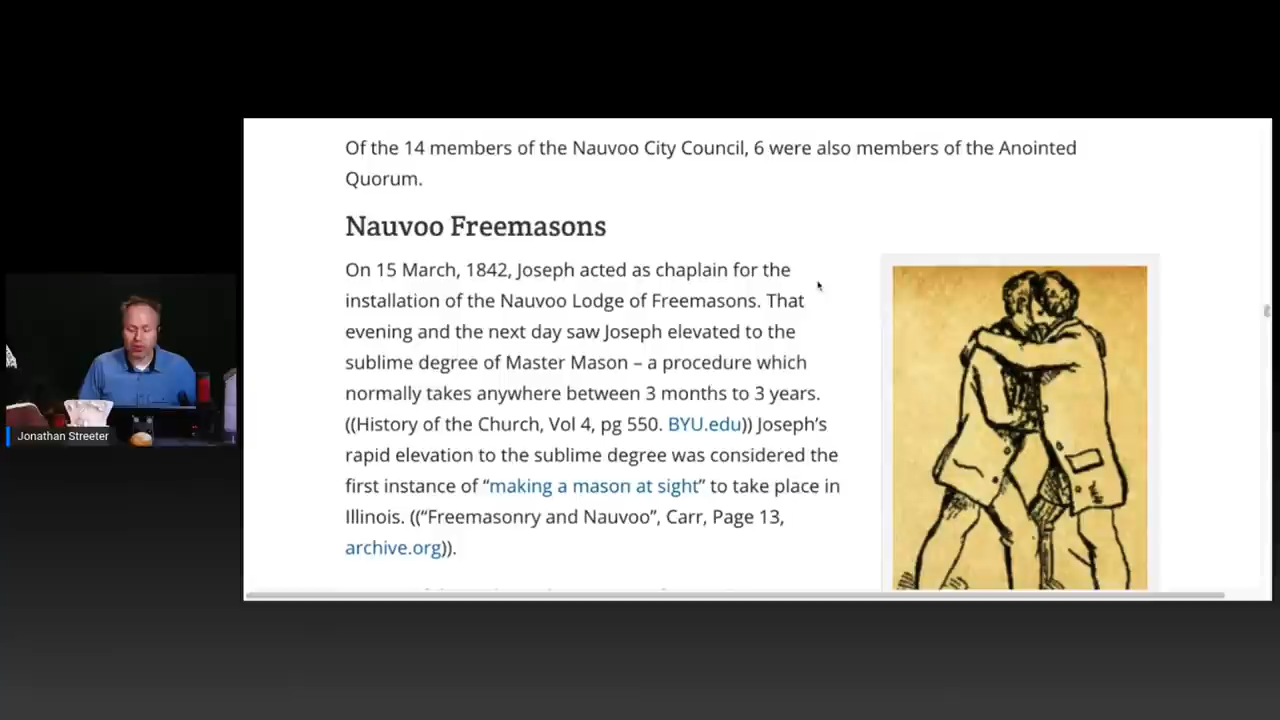 Of the 14 members of the Nauvoo City Council, 6 were also members of the Anointed
Quorum.
Nauvoo Freemasons
On 15 March, 1842, Joseph acted as chaplain for the
installation of the Nauvoo Lodge of Freemasons. That
evening and the next day saw Joseph elevated to the
sublime degree of Master Mason – a procedure which
normally takes anywhere between 3 months to 3 years.
((History of the Church, Vol 4, pg 550. BYU.edu)) Joseph’s
rapid elevation to the sublime degree was considered the
first instance of “making a mason at sight” to take place in
Illinois. ((“Freemasonry and Nauvoo”, Carr, Page 13,
archive.org)).
Jonathan Streeter